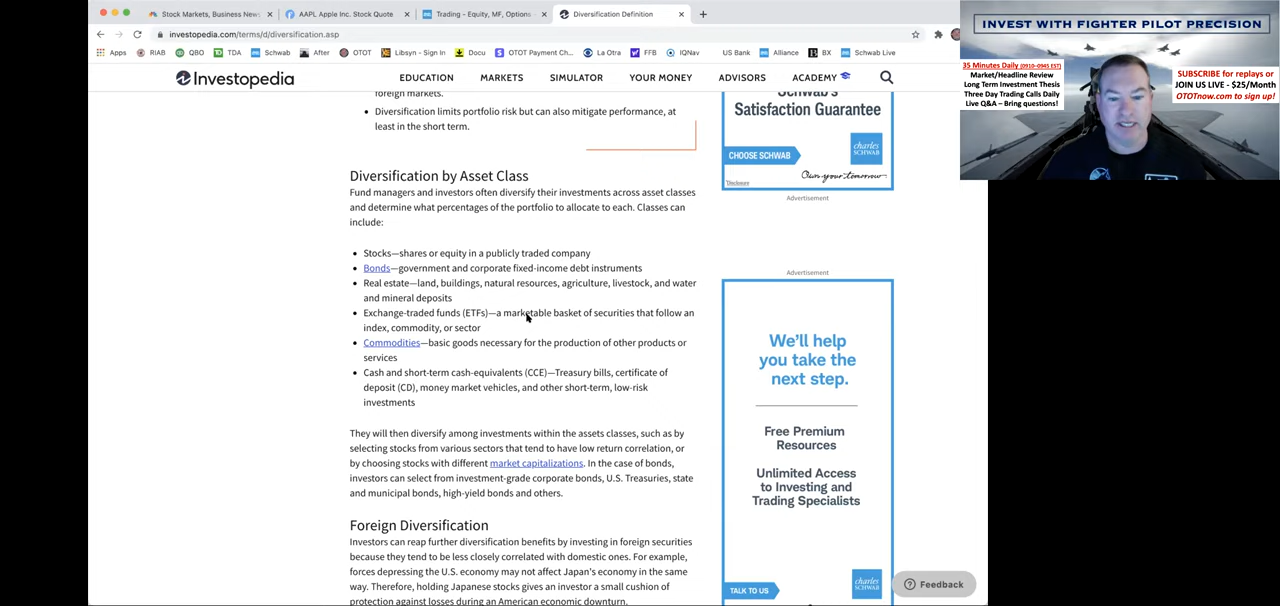 Stock Markets, Business News
AAPL Apple Inc. Stock Quote
Trading - Equity, MF, Options
Diversification Definition
investopedia.com/terms/d/diversification.asp
Apps RIAB QBO TDA Schwab After OTOT Libsyn - Sign In Docu OTOT Payment Ch... La Otra FFB IQNav US Bank Alliance BX Schwab Live
Investopedia
EDUCATION MARKETS SIMULATOR YOUR MONEY ADVISORS ACADEMY
foreign markets.
• Diversification limits portfolio risk but can also mitigate performance, at
least in the short term.
Diversification by Asset Class
Fund managers and investors often diversify their investments across asset classes
and determine what percentages of the portfolio to allocate to each. Classes can
include:
• Stocks—shares or equity in a publicly traded company
• Bonds—government and corporate fixed-income debt instruments
• Real estate—land, buildings, natural resources, agriculture, livestock, and water
and mineral deposits
• Exchange-traded funds (ETFs)—a marketable basket of securities that follow an
index, commodity, or sector
• Commodities—basic goods necessary for the production of other products or
services
• Cash and short-term cash-equivalents (CCE)—Treasury bills, certificate of
deposit (CD), money market vehicles, and other short-term, low-risk
investments
They will then diversify among investments within the assets classes, such as by
selecting stocks from various sectors that tend to have low return correlation, or
by choosing stocks with different market capitalizations. In the case of bonds,
investors can select from investment-grade corporate bonds, U.S. Treasuries, state
and municipal bonds, high-yield bonds and others.
Foreign Diversification
Investors can reap further diversification benefits by investing in foreign securities
because they tend to be less closely correlated with domestic ones. For example,
forces depressing the U.S. economy may not affect Japan's economy in the same
way. Therefore, holding Japanese stocks gives an investor a small cushion of
protection against losses during an American economic downturn.
Schwab's
Satisfaction Guarantee
CHOOSE SCHWAB
charles
SCHWAB
Own your tomorrow
Disclosure
Advertisement
Advertisement
We'll help
you take the
next step.
Free Premium
Resources
Unlimited Access
to Investing and
Trading Specialists
TALK TO US
charles
SCHWAB
Feedback
INVEST WITH FIGHTER PILOT PRECISION
35 Minutes Daily (0910-0945 EST)
Market/Headline Review
Long Term Investment Thesis
Three Day Trading Calls Daily
Live Q&A – Bring questions!
SUBSCRIBE for replays or
JOIN US LIVE - $25/Month
OTOTnow.com to sign up!